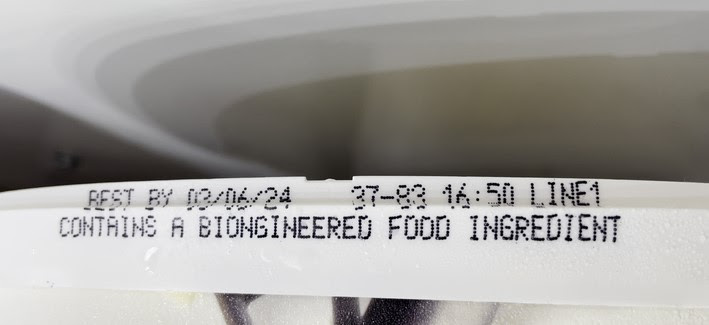 BEST BY 03/06/24 37-83 16:50 LINE1
CONTAINS A BIONGINEERED FOOD INGREDIENT